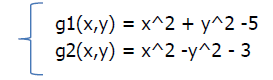 g1(x,y) = x^2 + y^2 -5
g2(x,y) = x^2 -y^2 - 3